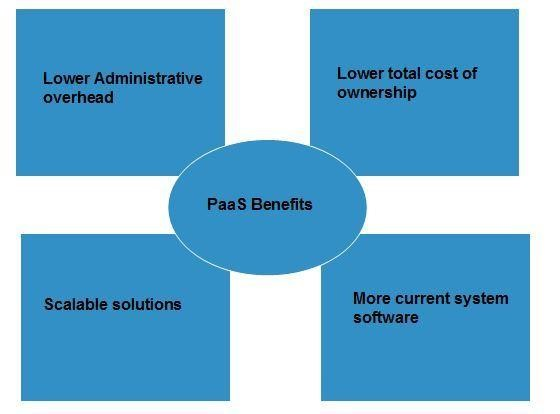 Lower Administrative
overhead
Lower total cost of
ownership
PaaS Benefits
Scalable solutions
More current system
software